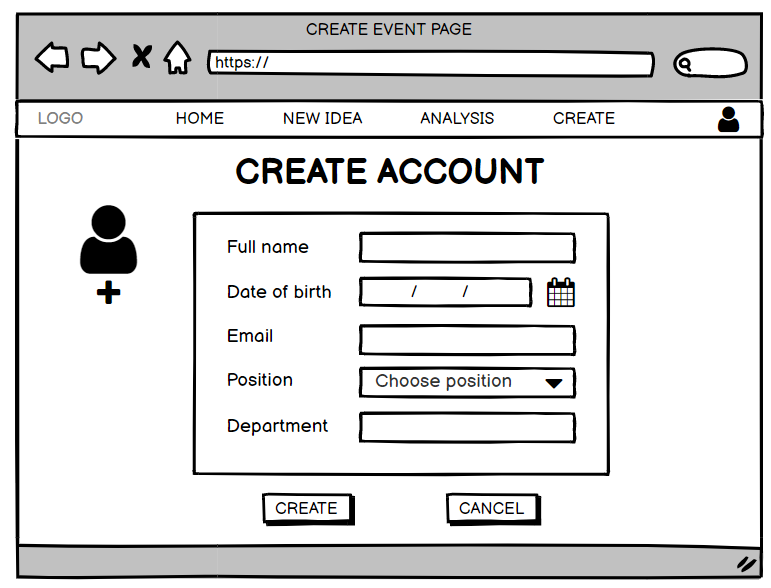 CREATE EVENT PAGE
https://
LOGO HOME NEW IDEA ANALYSIS CREATE
CREATE ACCOUNT
Full name
Date of birth / /
Email
Position Choose position
Department
CREATE CANCEL